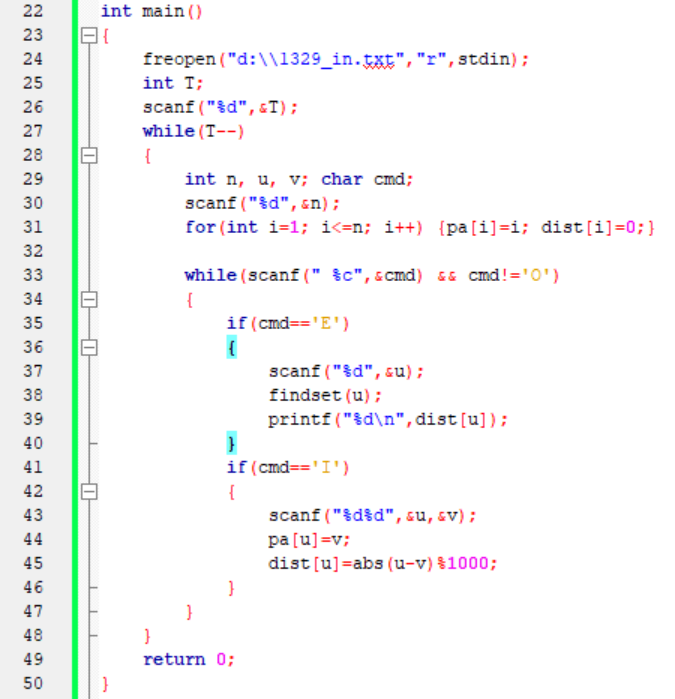 22 int main()
23 {
24 freopen("d:\\1329_in.txt","r",stdin);
25 int T;
26 scanf("%d",&T);
27 while(T--)
28 {
29 int n, u, v; char cmd;
30 scanf("%d",&n);
31 for(int i=1; i<=n; i++) {pa[i]=i; dist[i]=0;}
32
33 while(scanf(" %c",&cmd) && cmd!='O')
34 {
35 if(cmd=='E')
36 {
37 scanf("%d",&u);
38 findset(u);
39 printf("%d\n",dist[u]);
40 }
41 if(cmd=='I')
42 {
43 scanf("%d%d",&u,&v);
44 pa[u]=v;
45 dist[u]=abs(u-v)%1000;
46 }
47 }
48 }
49 return 0;
50 }